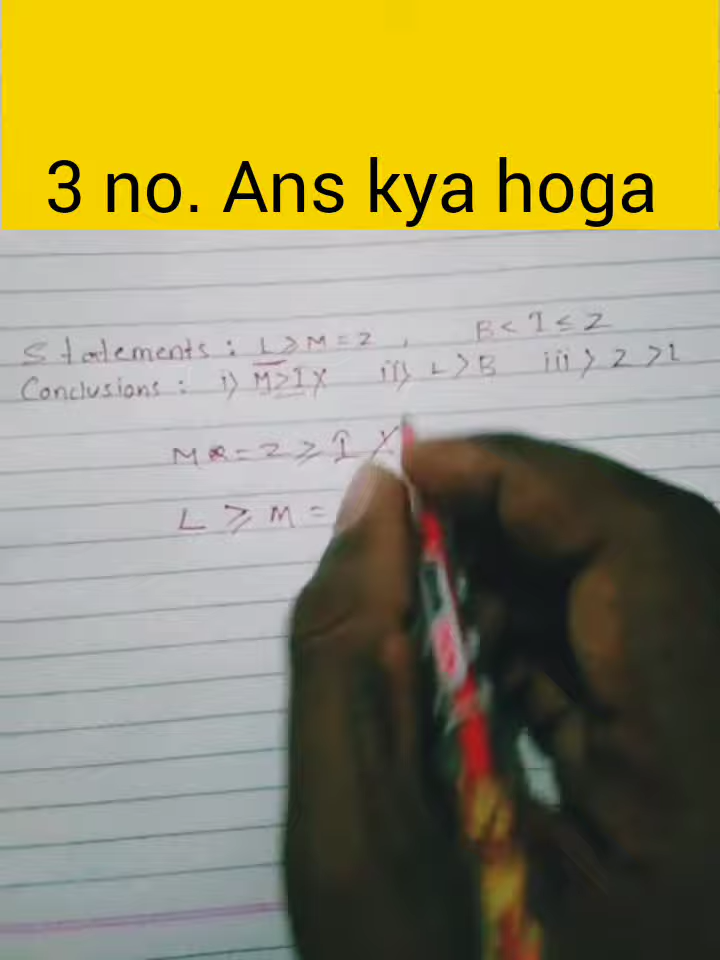 3 no. Ans kya hoga
Statements : L ≥ M = Z , B < I ≤ Z
Conclusions : i) M > I X ii) L > B iii) Z > L
M = Z ≥ I X
L ≥ M =